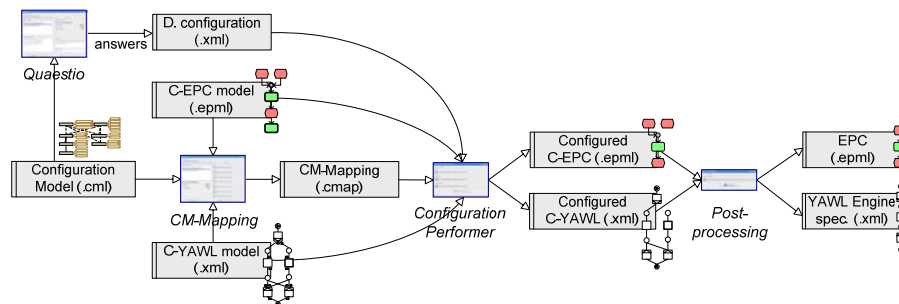 D. configuration
(.xml)
answers
Quaestio
C-EPC model
(.epml)
Configured
C-EPC (.epml)
EPC
(.epml)
Configuration
Model (.cml)
CM-Mapping
CM-Mapping
(.cmap)
Configuration
Performer
Configured
C-YAWL (.xml)
Post-
processing
YAWL Engine
spec. (.xml)
C-YAWL model
(.xml)